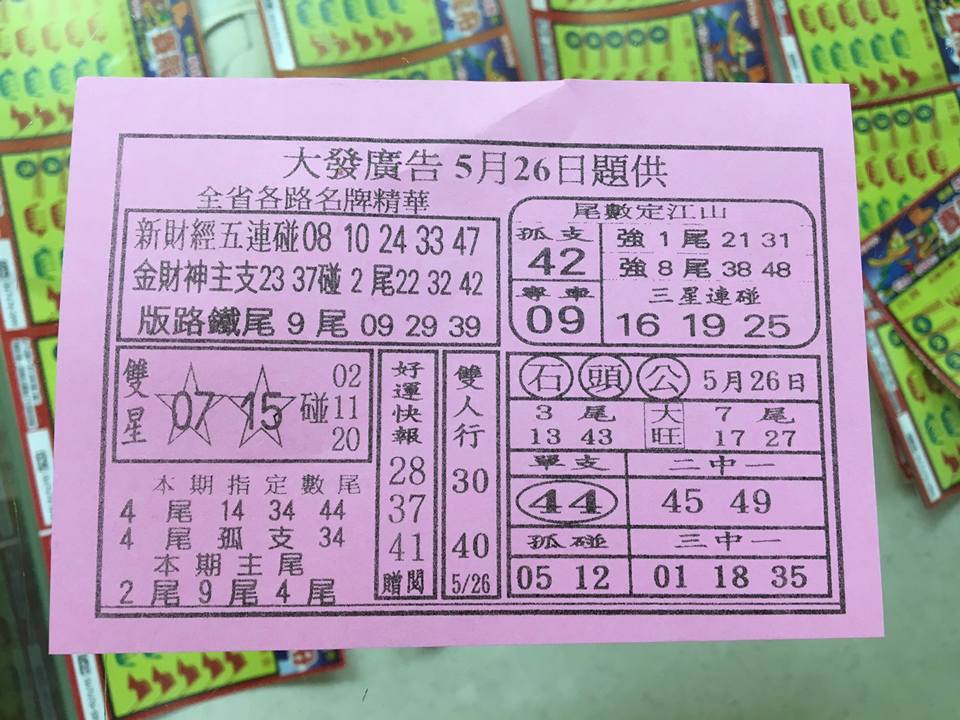 大發廣告 5月26日題供
全省各路名牌精華
新財經五連碰08 10 24 33 47
金財神主支23 37碰 2 尾22 32 42
版路鐵尾 9 尾 09 29 39
尾數定江山
孤支
42
專車
09
強 1 尾 21 31
強 8 尾 38 48
三星連碰
16 19 25
雙星
07 15 碰
02
11
20
本期指定數尾
4 尾 14 34 44
4 尾孤支 34
本期主尾
2 尾 9 尾 4 尾
好運快報
28
37
41
贈閱
雙人行
30
40
5/26
石頭公 5月26日
3 尾
13 43
大旺
7 尾
17 27
單支
44
二中一
45 49
孤碰
05 12
三中一
01 18 35